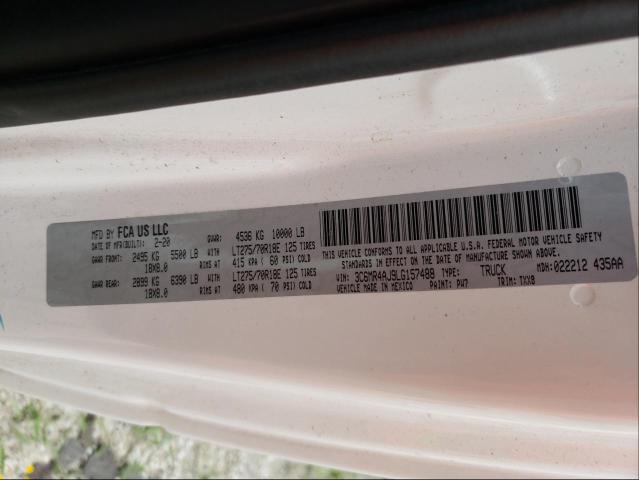 MFD BY FCA US LLC
DATE OF MFR(BUILT): 2-20 GVWR: 4536 KG 10000 LB
GAWR FRONT: 2495 KG 5500 LB WITH LT275/70R18E 125 TIRES
18X8.0 RIMS AT 415 KPA ( 60 PSI) COLD
GAWR REAR: 2899 KG 6390 LB WITH LT275/70R18E 125 TIRES
18X8.0 RIMS AT 480 KPA ( 70 PSI) COLD
THIS VEHICLE CONFORMS TO ALL APPLICABLE U.S.A. FEDERAL MOTOR VEHICLE SAFETY
STANDARDS IN EFFECT ON THE DATE OF MANUFACTURE SHOWN ABOVE.
VIN: 3C6MR4AJ9LG157489 TYPE: TRUCK MDH: 022212 435AA
VEHICLE MADE IN MEXICO PAINT: PW7 TRIM: TXX8